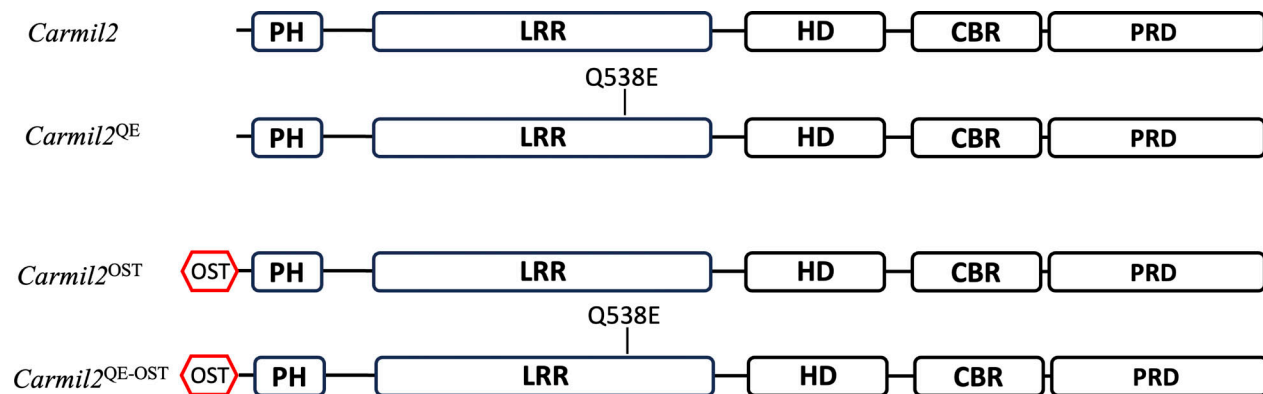 Carmil2 PH LRR HD CBR PRD
Q538E
Carmil2QE PH LRR HD CBR PRD
Carmil2OST OST PH LRR HD CBR PRD
Q538E
Carmil2QE-OST OST PH LRR HD CBR PRD